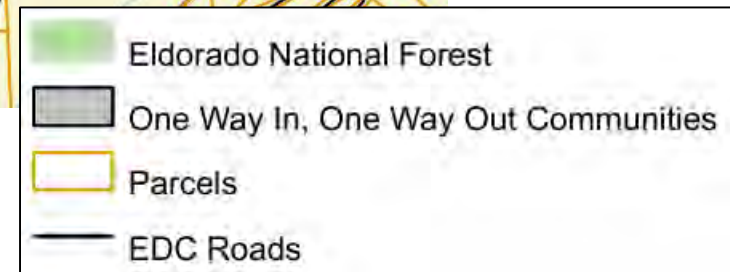 Eldorado National Forest
One Way In, One Way Out Communities
Parcels
EDC Roads